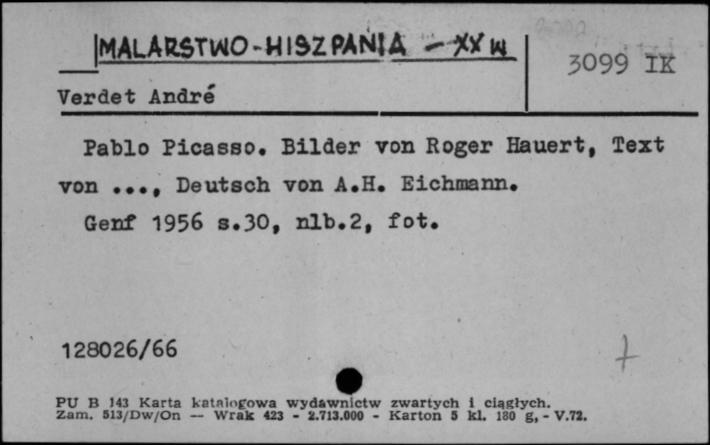 MALARSTWO-HISZPANIA - XX W
3099 IK
Verdet André
Pablo Picasso. Bilder von Roger Hauert, Text
von ..., Deutsch von A.H. Eichmann.
Genf 1956 s.30, nlb.2, fot.
128026/66
PU B 143 Karta katalogowa wydawnictw zwartych i ciągłych.
Zam. 513/Dw/On — Wrak 423 - 2.713.000 - Karton 5 kl. 180 g, - V.72.